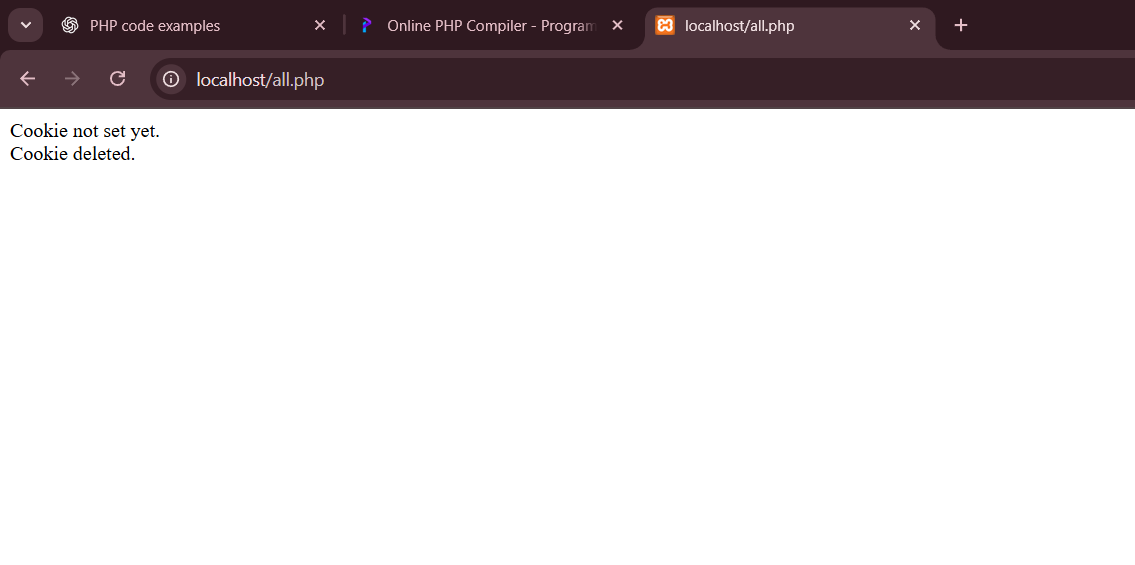 PHP code examples
Online PHP Compiler - Program
localhost/all.php
localhost/all.php
Cookie not set yet.
Cookie deleted.